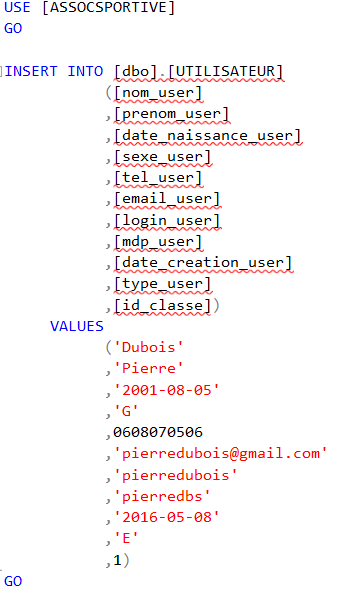 USE [ASSOCSPORTIVE]
GO
INSERT INTO [dbo].[UTILISATEUR]
([nom_user]
,[prenom_user]
,[date_naissance_user]
,[sexe_user]
,[tel_user]
,[email_user]
,[login_user]
,[mdp_user]
,[date_creation_user]
,[type_user]
,[id_classe])
VALUES
('Dubois'
,'Pierre'
,'2001-08-05'
,'G'
,0608070506
,'pierredubois@gmail.com'
,'pierredubois'
,'pierredbs'
,'2016-05-08'
,'E'
,1)
GO